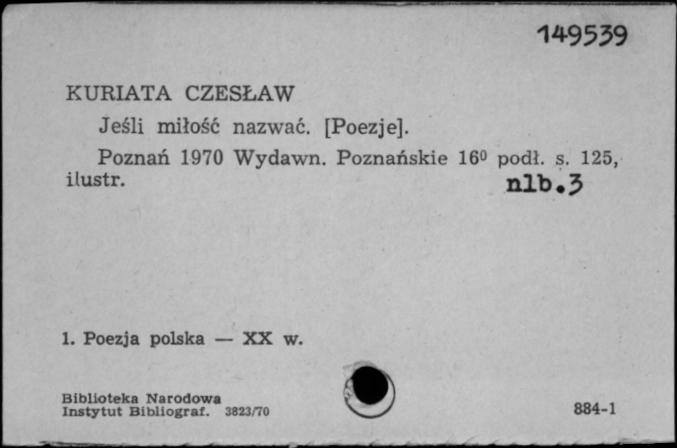 149539
KURIATA CZESŁAW
Jeśli miłość nazwać. [Poezje].
Poznań 1970 Wydawn. Poznańskie 16⁰ podł. s. 125,
ilustr. nlb.3
1. Poezja polska — XX w.
Biblioteka Narodowa
Instytut Bibliograf. 3823/70
884-1